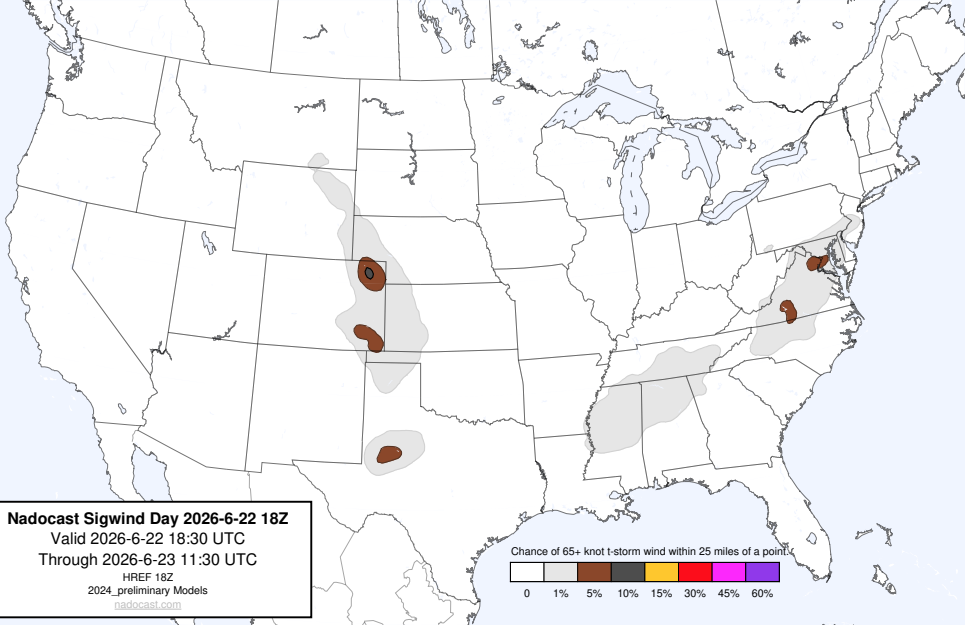 Nadocast Sigwind Day 2026-6-22 18Z
Valid 2026-6-22 18:30 UTC
Through 2026-6-23 11:30 UTC
HREF 18Z
2024_preliminary Models
nadocast.com
Chance of 65+ knot t-storm wind within 25 miles of a point.
0 1% 5% 10% 15% 30% 45% 60%